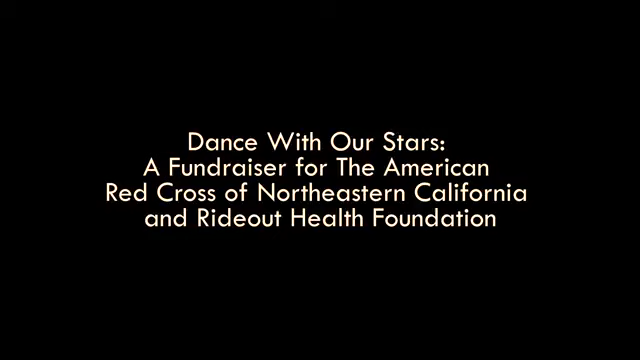 Dance With Our Stars:
A Fundraiser for The American
Red Cross of Northeastern California
and Rideout Health Foundation